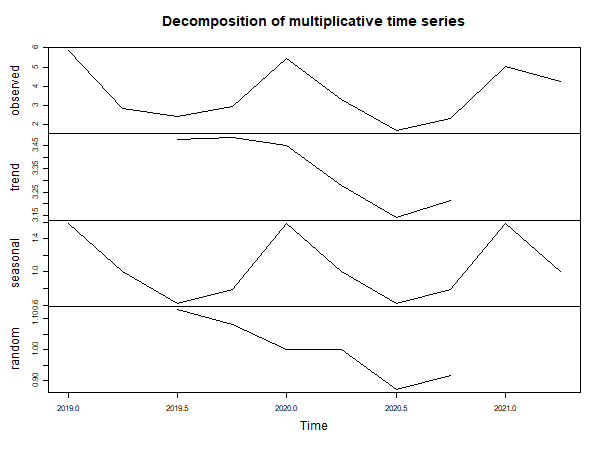 Decomposition of multiplicative time series
observed
2 3 4 5 6
trend
3.15 3.25 3.35 3.45
seasonal
0.6 1.0 1.4
random
0.90 1.00 1.10
2019.0 2019.5 2020.0 2020.5 2021.0
Time